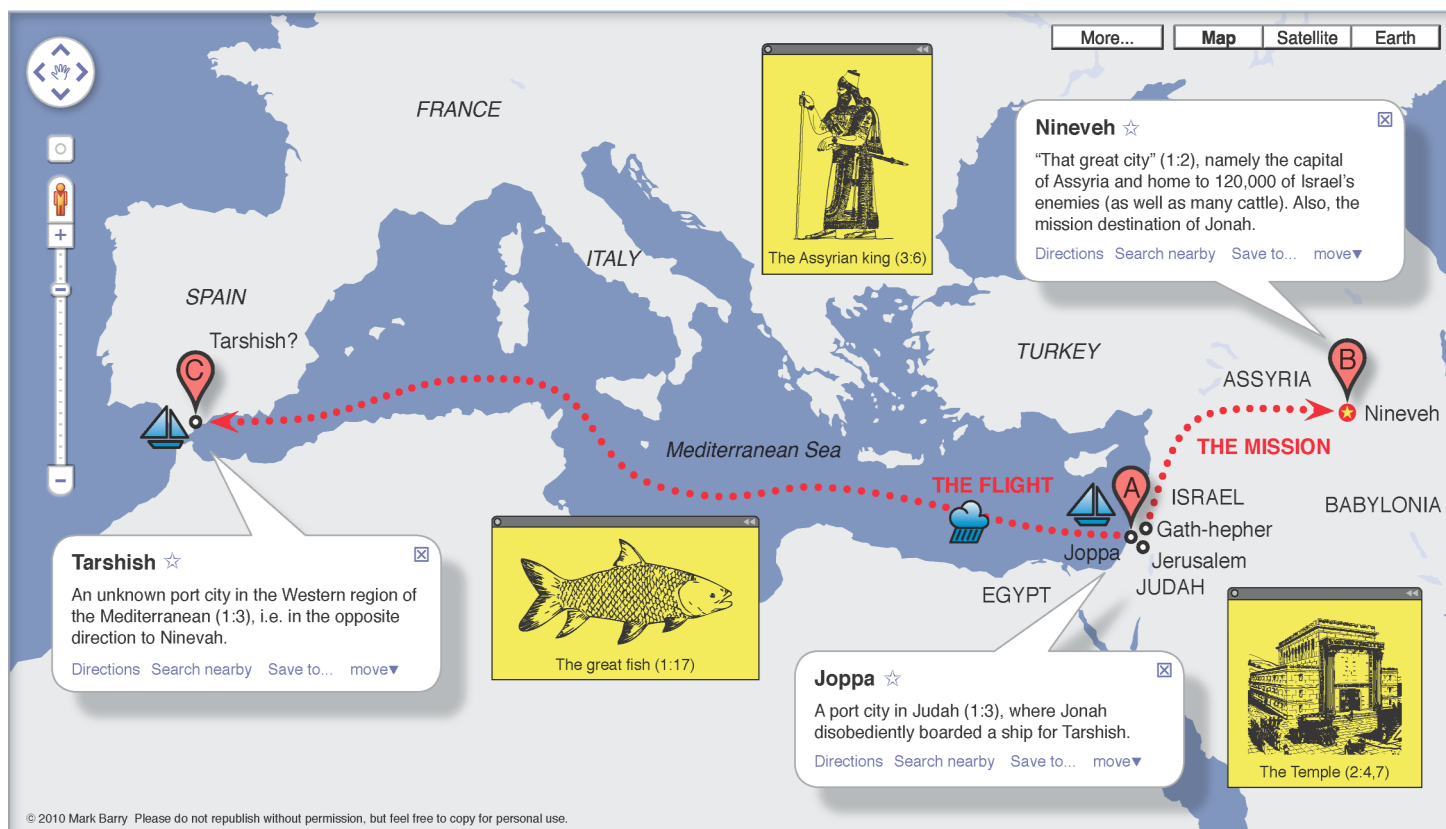 More...
Map
Satellite
Earth
FRANCE
The Assyrian king (3:6)
Nineveh ☆
“That great city” (1:2), namely the capital
of Assyria and home to 120,000 of Israel’s
enemies (as well as many cattle). Also, the
mission destination of Jonah.
Directions Search nearby Save to... move▼
ITALY
SPAIN
Tarshish?
C
TURKEY
B
ASSYRIA
Nineveh
THE MISSION
Mediterranean Sea
THE FLIGHT
A
ISRAEL
BABYLONIA
Gath-hepher
Joppa
Jerusalem
JUDAH
EGYPT
Tarshish ☆
An unknown port city in the Western region of
the Mediterranean (1:3), i.e. in the opposite
direction to Ninevah.
Directions Search nearby Save to... move▼
The great fish (1:17)
Joppa ☆
A port city in Judah (1:3), where Jonah
disobediently boarded a ship for Tarshish.
Directions Search nearby Save to... move▼
The Temple (2:4,7)
© 2010 Mark Barry Please do not republish without permission, but feel free to copy for personal use.